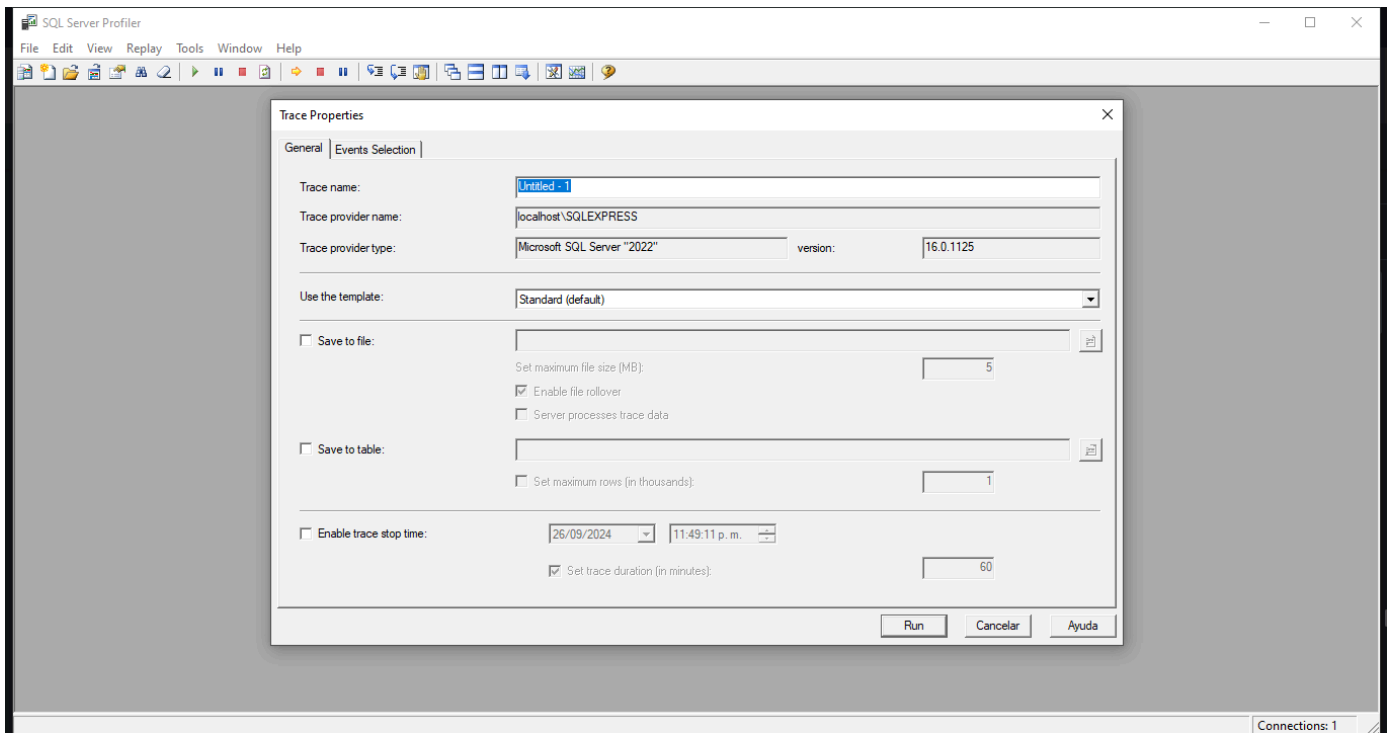 SQL Server Profiler
File Edit View Replay Tools Window Help
Trace Properties
General Events Selection
Trace name: Untitled - 1
Trace provider name: localhost\SQLEXPRESS
Trace provider type: Microsoft SQL Server "2022" version: 16.0.1125
Use the template: Standard (default)
Save to file:
Set maximum file size (MB): 5
Enable file rollover
Server processes trace data
Save to table:
Set maximum rows (in thousands): 1
Enable trace stop time: 26/09/2024 11:49:11 p. m.
Set trace duration (in minutes): 60
Run Cancelar Ayuda
Connections: 1